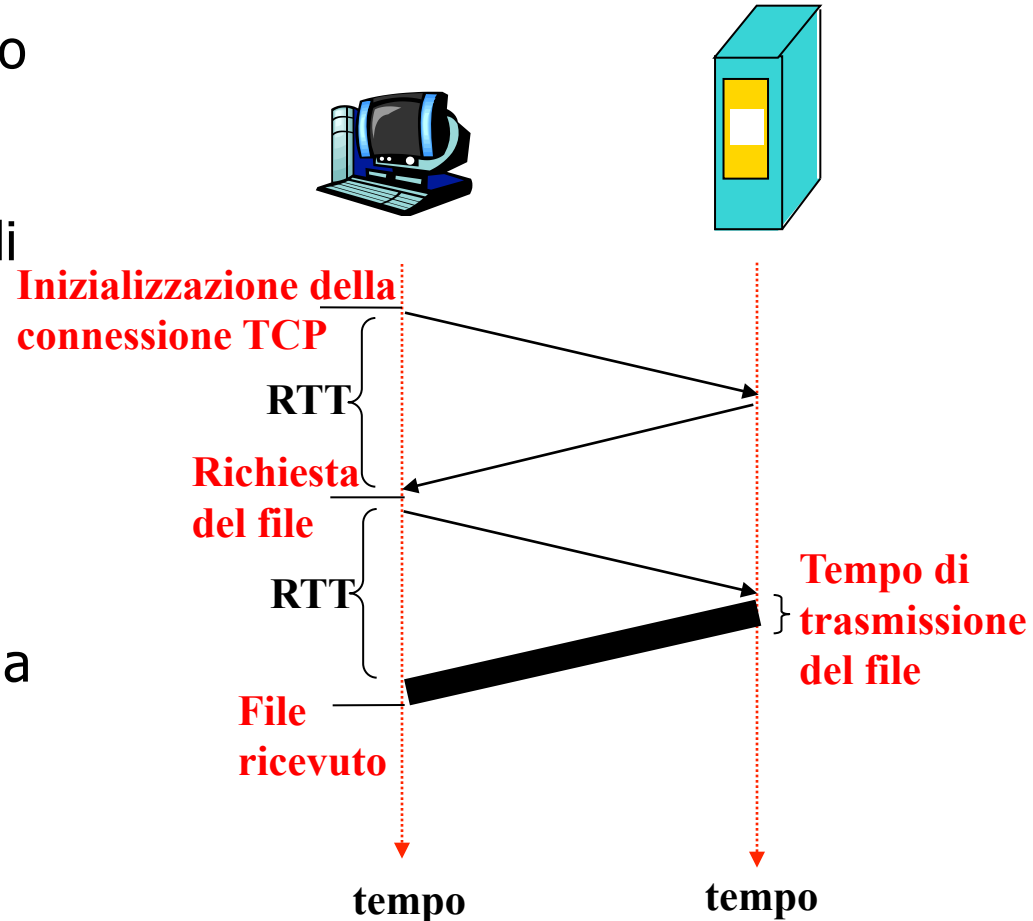 o
li
Inizializzazione della
connessione TCP
RTT
Richiesta
del file
RTT
Tempo di
trasmissione
del file
a
File
ricevuto
tempo
tempo